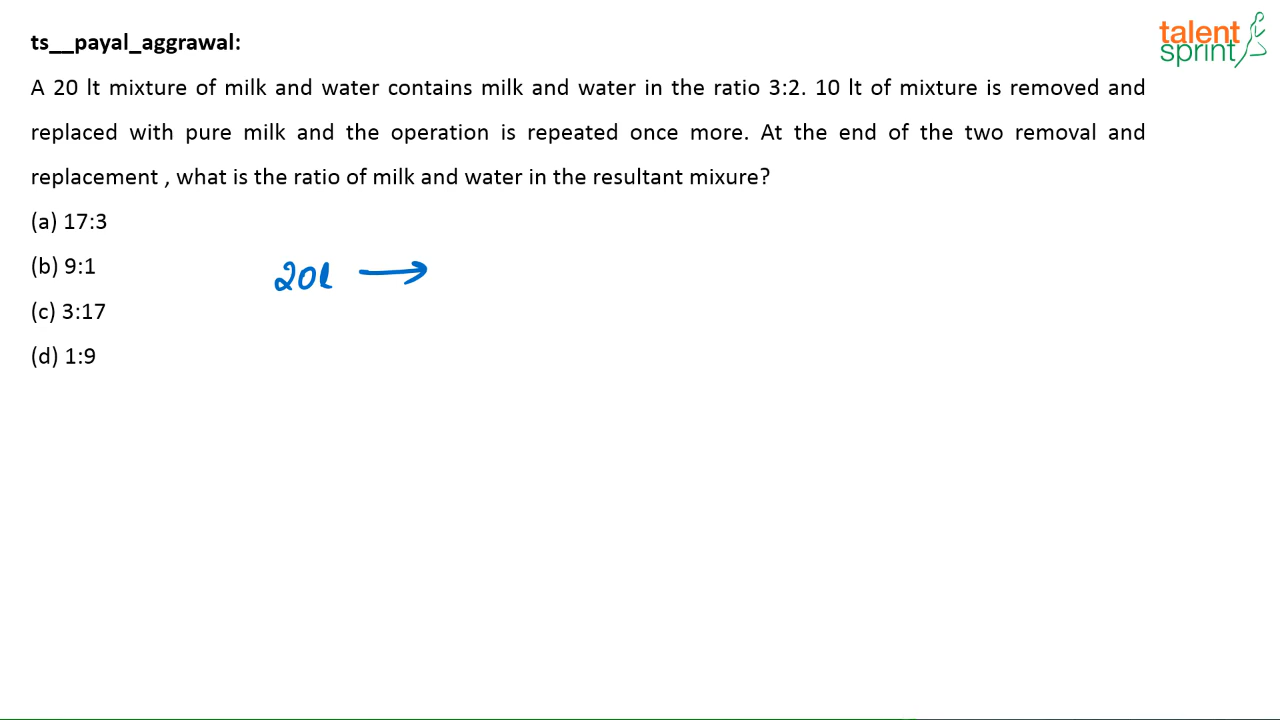 ts__payal_aggrawal:
talent
sprint
A 20 lt mixture of milk and water contains milk and water in the ratio 3:2. 10 lt of mixture is removed and
replaced with pure milk and the operation is repeated once more. At the end of the two removal and
replacement , what is the ratio of milk and water in the resultant mixure?
(a) 17:3
(b) 9:1
20l →
(c) 3:17
(d) 1:9